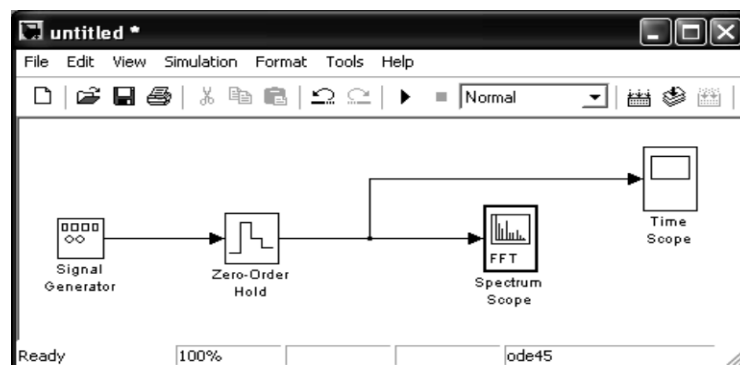 untitled *
File Edit View Simulation Format Tools Help
Normal
Time
Scope
Signal
Generator
Zero-Order
Hold
FFT
Spectrum
Scope
Ready 100% ode45